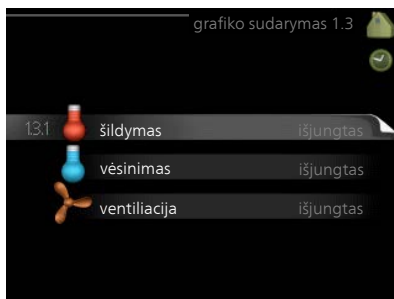 grafiko sudarymas 1.3
1.3.1 šildymas išjungtas
vėsinimas išjungtas
ventiliacija išjungtas